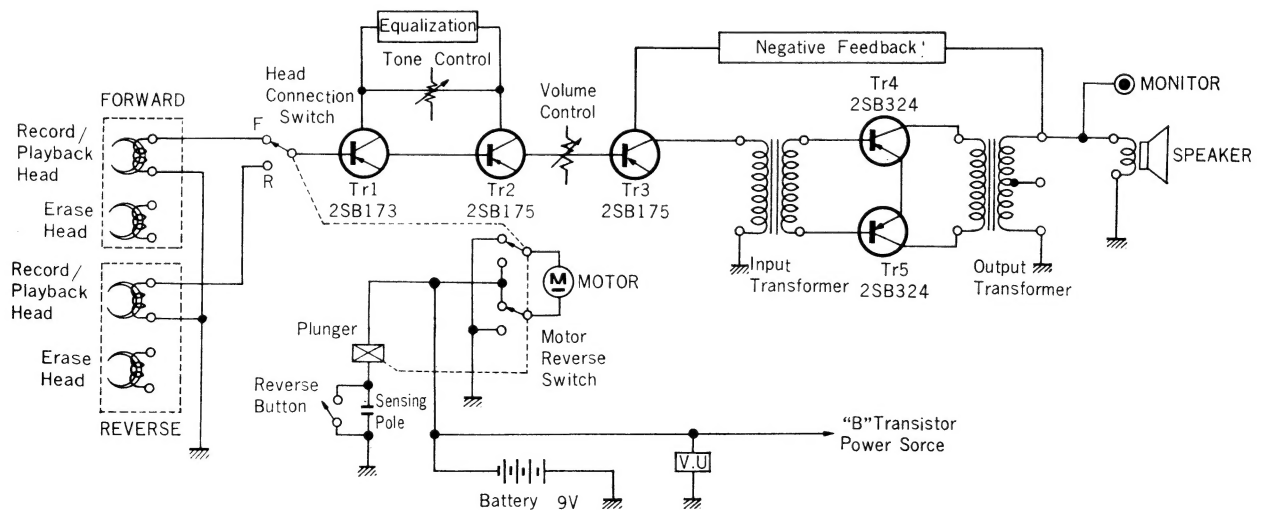 Equalization
Tone Control
Negative Feedback
Head
Connection
Switch
Volume
Control
Tr4
2SB324
MONITOR
FORWARD
Record/
Playback
Head
F
R
SPEAKER
Tr1
2SB173
Tr2
2SB175
Tr3
2SB175
Erase
Head
Record/
Playback
Head
M
MOTOR
Input
Transformer
Tr5
2SB324
Output
Transformer
Plunger
Motor
Reverse
Switch
Erase
Head
Reverse
Button
Sensing
Pole
REVERSE
"B" Transistor
Power Sorce
V.U
Battery 9V